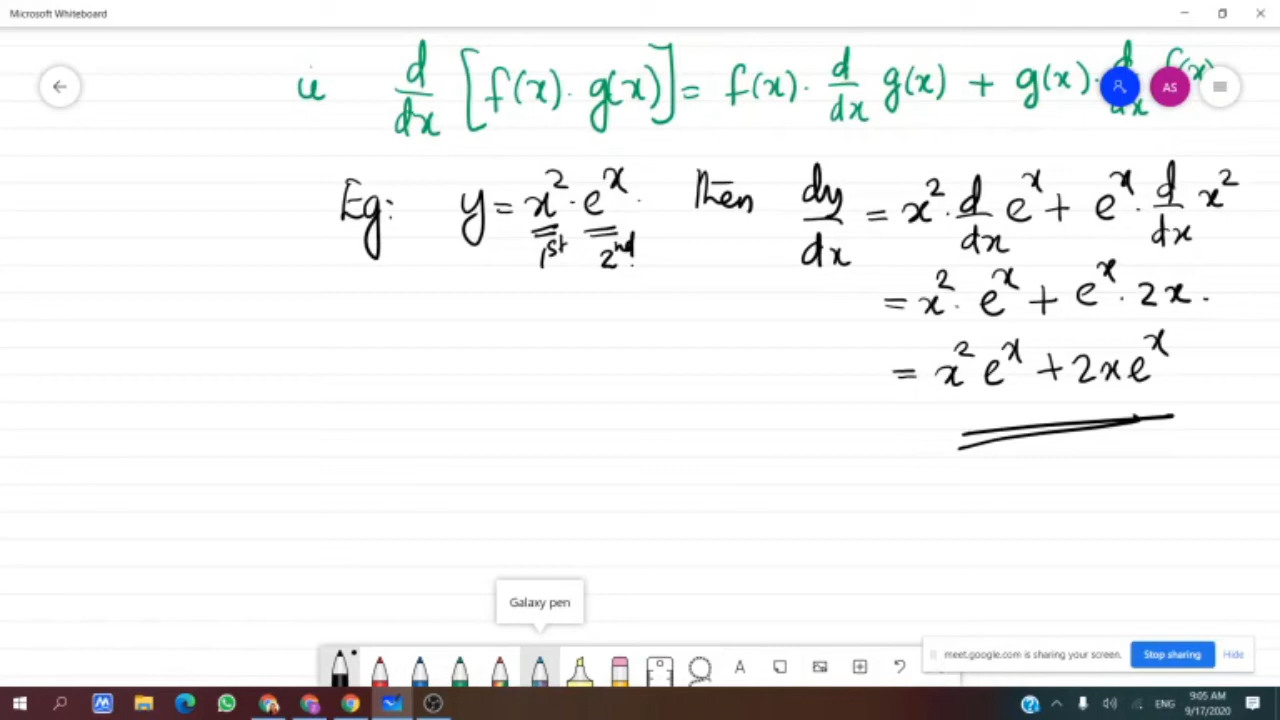 Microsoft Whiteboard
ie d/dx [f(x) · g(x)] = f(x) · d/dx g(x) + g(x) · d/dx f(x)
AS
Eg: y = x² · e^x. Then dy/dx = x² · d/dx e^x + e^x · d/dx x²
1st 2nd
= x² · e^x + e^x · 2x.
= x² e^x + 2x e^x
Galaxy pen
A
meet.google.com is sharing your screen. Stop sharing Hide
ENG
9:05 AM
9/17/2020